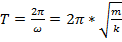 T = 2π/ω = 2π * √(m/k)